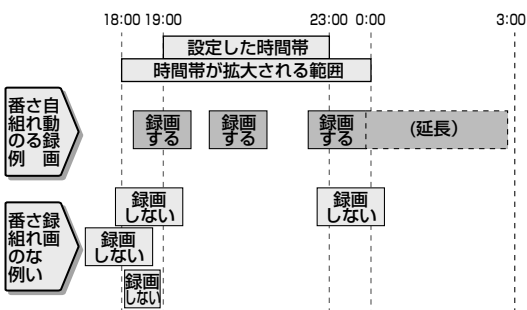 18:00 19:00 23:00 0:00 3:00
設定した時間帯
時間帯が拡大される範囲
自動録画
される
番組の例
録画
する
録画
する
録画
する
(延長)
録画
しない
録画
しない
録画されない
番組の例
録画
しない
録画
しない